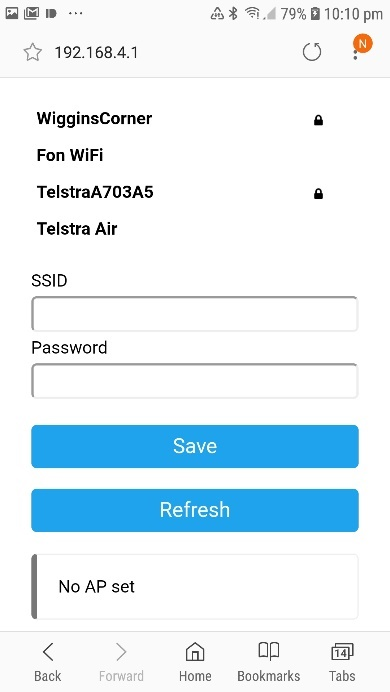 79% 10:10 pm
192.168.4.1
N
WigginsCorner
Fon WiFi
TelstraA703A5
Telstra Air
SSID
Password
Save
Refresh
No AP set
14
Back Forward Home Bookmarks Tabs